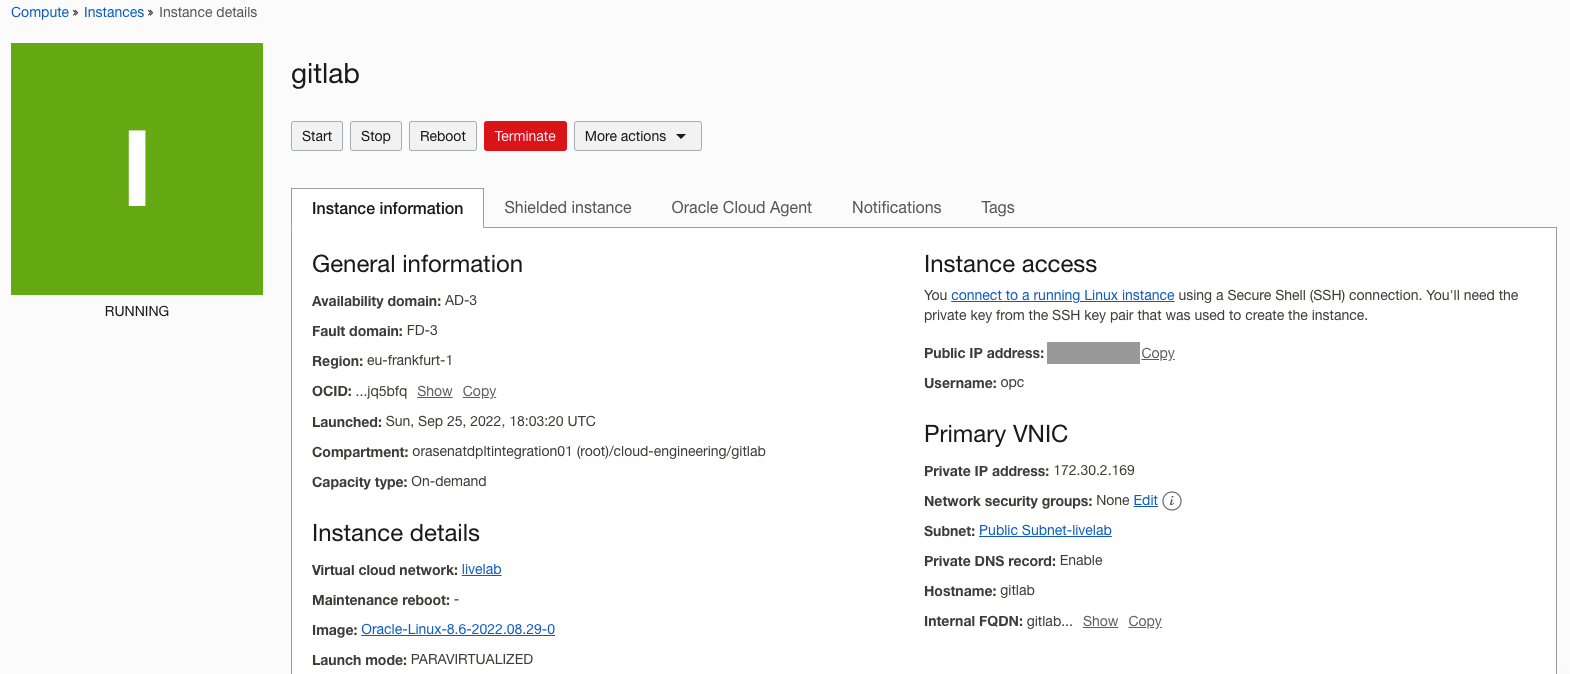 Compute » Instances » Instance details
I
RUNNING
gitlab
Start Stop Reboot Terminate More actions
Instance information Shielded instance Oracle Cloud Agent Notifications Tags
General information
Availability domain: AD-3
Fault domain: FD-3
Region: eu-frankfurt-1
OCID: ...jq5bfq Show Copy
Launched: Sun, Sep 25, 2022, 18:03:20 UTC
Compartment: orasenatdpltintegration01 (root)/cloud-engineering/gitlab
Capacity type: On-demand
Instance details
Virtual cloud network: livelab
Maintenance reboot: -
Image: Oracle-Linux-8.6-2022.08.29-0
Launch mode: PARAVIRTUALIZED
Instance access
You connect to a running Linux instance using a Secure Shell (SSH) connection. You'll need the
private key from the SSH key pair that was used to create the instance.
Public IP address: Copy
Username: opc
Primary VNIC
Private IP address: 172.30.2.169
Network security groups: None Edit i
Subnet: Public Subnet-livelab
Private DNS record: Enable
Hostname: gitlab
Internal FQDN: gitlab... Show Copy